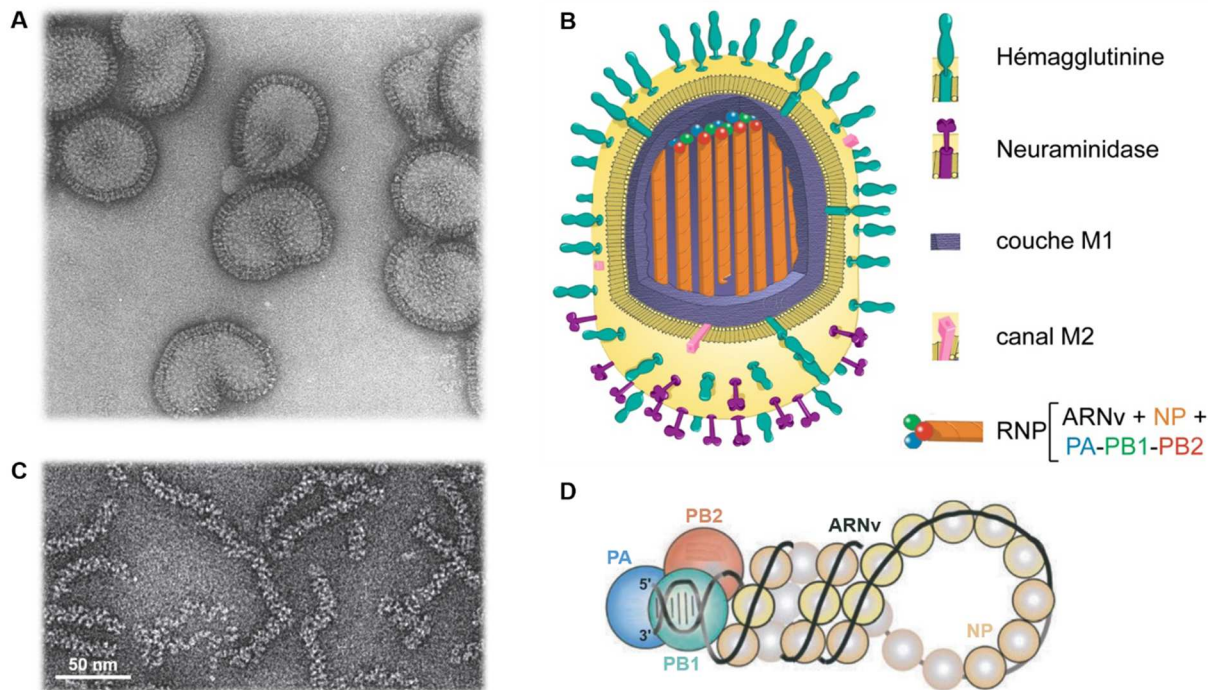 A
B
Hémagglutinine
Neuraminidase
couche M1
canal M2
RNP
ARNv + NP +
PA-PB1-PB2
C
50 nm
D
PB2
ARNv
PA
5'
3'
PB1
NP